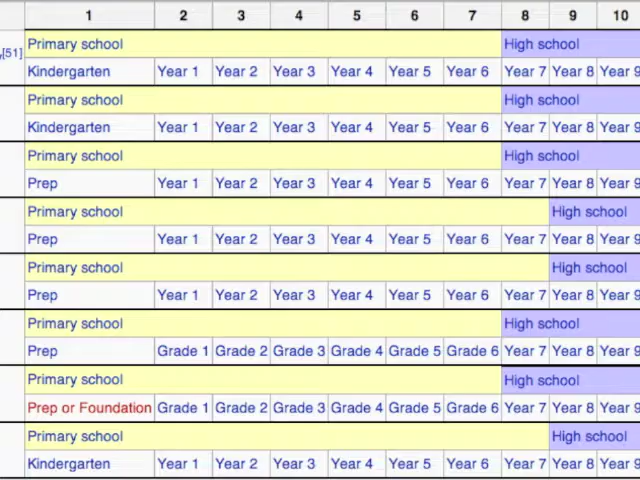 1 2 3 4 5 6 7 8 9 10
Primary school High school
[51]
Kindergarten Year 1 Year 2 Year 3 Year 4 Year 5 Year 6 Year 7 Year 8 Year 9
Primary school High school
Kindergarten Year 1 Year 2 Year 3 Year 4 Year 5 Year 6 Year 7 Year 8 Year 9
Primary school High school
Prep Year 1 Year 2 Year 3 Year 4 Year 5 Year 6 Year 7 Year 8 Year 9
Primary school High school
Prep Year 1 Year 2 Year 3 Year 4 Year 5 Year 6 Year 7 Year 8 Year 9
Primary school High school
Prep Year 1 Year 2 Year 3 Year 4 Year 5 Year 6 Year 7 Year 8 Year 9
Primary school High school
Prep Grade 1 Grade 2 Grade 3 Grade 4 Grade 5 Grade 6 Year 7 Year 8 Year 9
Primary school High school
Prep or Foundation Grade 1 Grade 2 Grade 3 Grade 4 Grade 5 Grade 6 Year 7 Year 8 Year 9
Primary school High school
Kindergarten Year 1 Year 2 Year 3 Year 4 Year 5 Year 6 Year 7 Year 8 Year 9